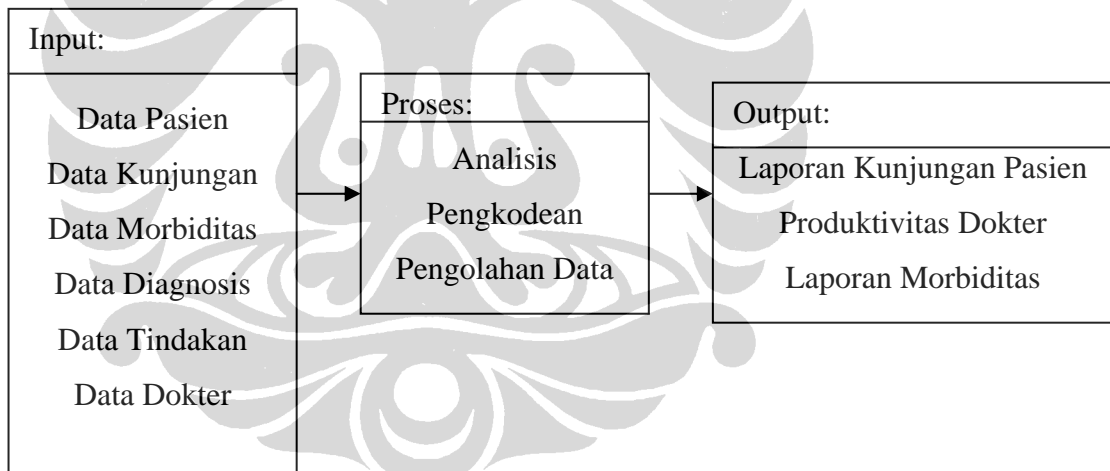 Input:
Data Pasien
Data Kunjungan
Data Morbiditas
Data Diagnosis
Data Tindakan
Data Dokter
Proses:
Analisis
Pengkodean
Pengolahan Data
Output:
Laporan Kunjungan Pasien
Produktivitas Dokter
Laporan Morbiditas